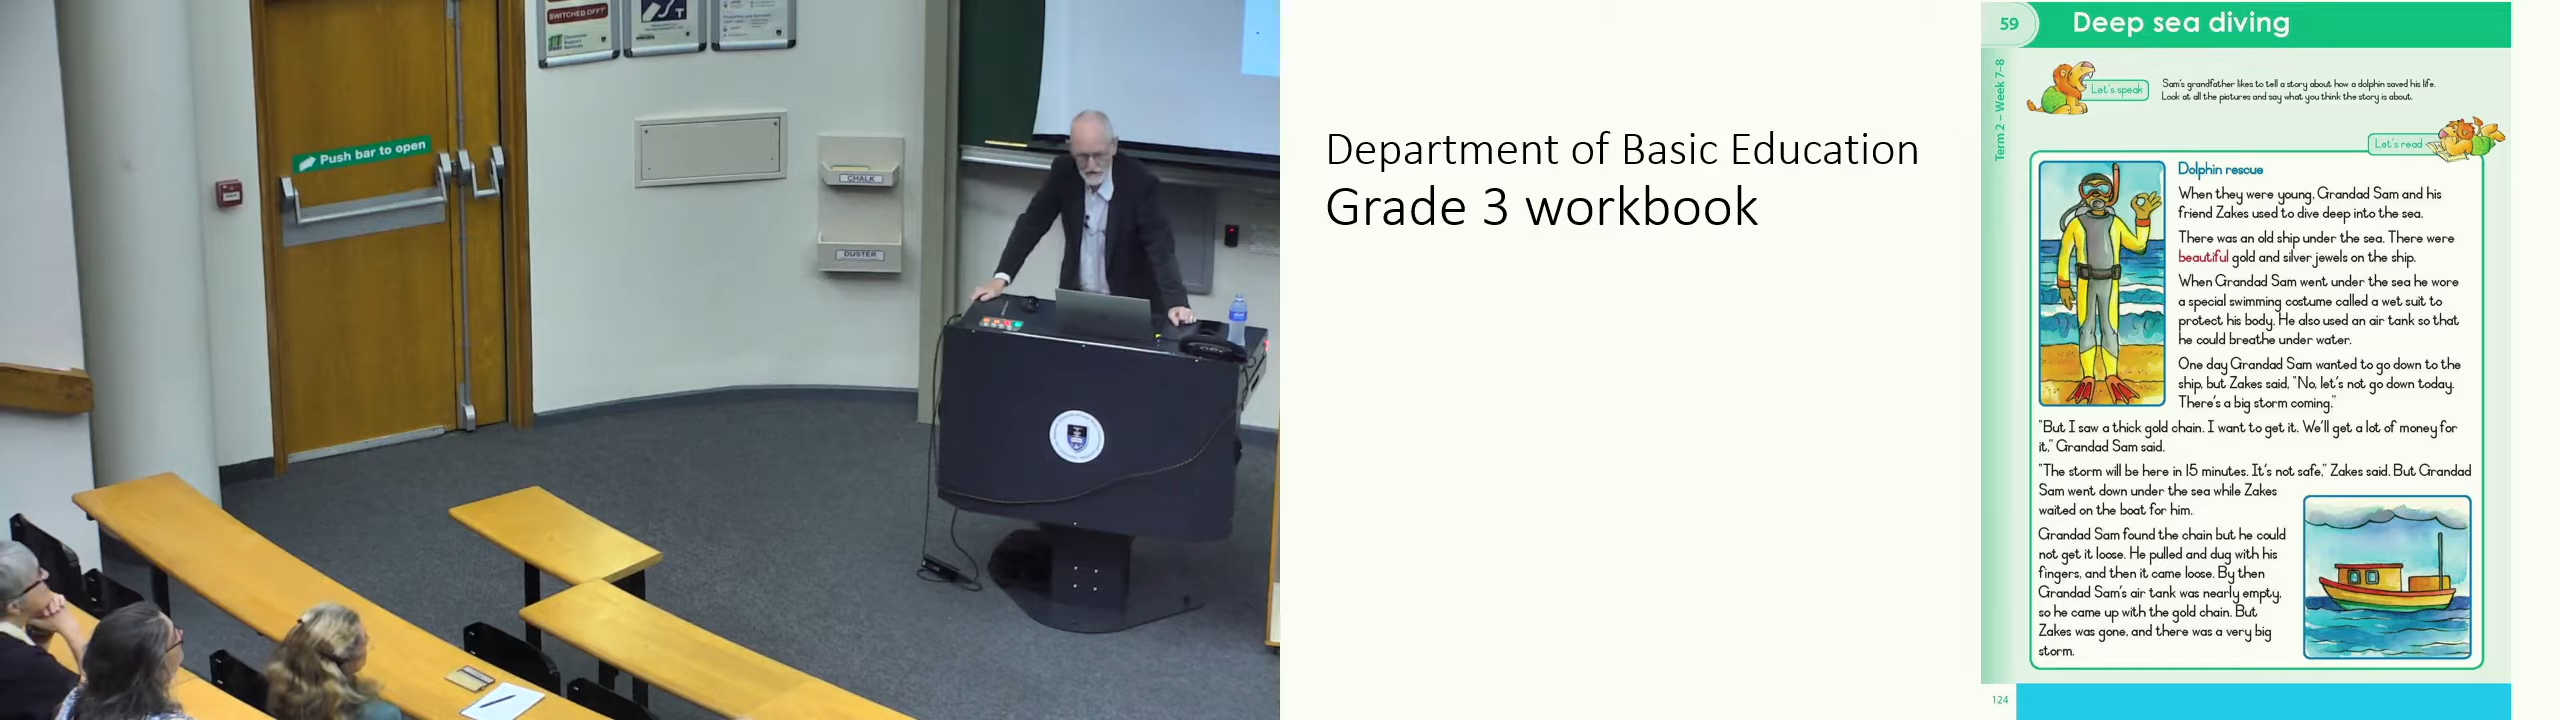 SWITCHED OFF?
Push bar to open
CHALK
DUSTER
Department of Basic Education
Grade 3 workbook
59
Deep sea diving
Term 2 – Week 7-8
Let's speak
Sam's grandfather likes to tell a story about how a dolphin saved his life.
Look at all the pictures and say what you think the story is about.
Let's read
Dolphin rescue
When they were young, Grandad Sam and his
friend Zakes used to dive deep into the sea.
There was an old ship under the sea. There were
beautiful gold and silver jewels on the ship.
When Grandad Sam went under the sea he wore
a special swimming costume called a wet suit to
protect his body. He also used an air tank so that
he could breathe under water.
One day Grandad Sam wanted to go down to the
ship, but Zakes said, "No, let's not go down today.
There's a big storm coming."
"But I saw a thick gold chain. I want to get it. We'll get a lot of money for
it," Grandad Sam said.
"The storm will be here in 15 minutes. It's not safe," Zakes said. But Grandad
Sam went down under the sea while Zakes
waited on the boat for him.
Grandad Sam found the chain but he could
not get it loose. He pulled and dug with his
fingers, and then it came loose. By then
Grandad Sam's air tank was nearly empty,
so he came up with the gold chain. But
Zakes was gone, and there was a very big
storm.
124